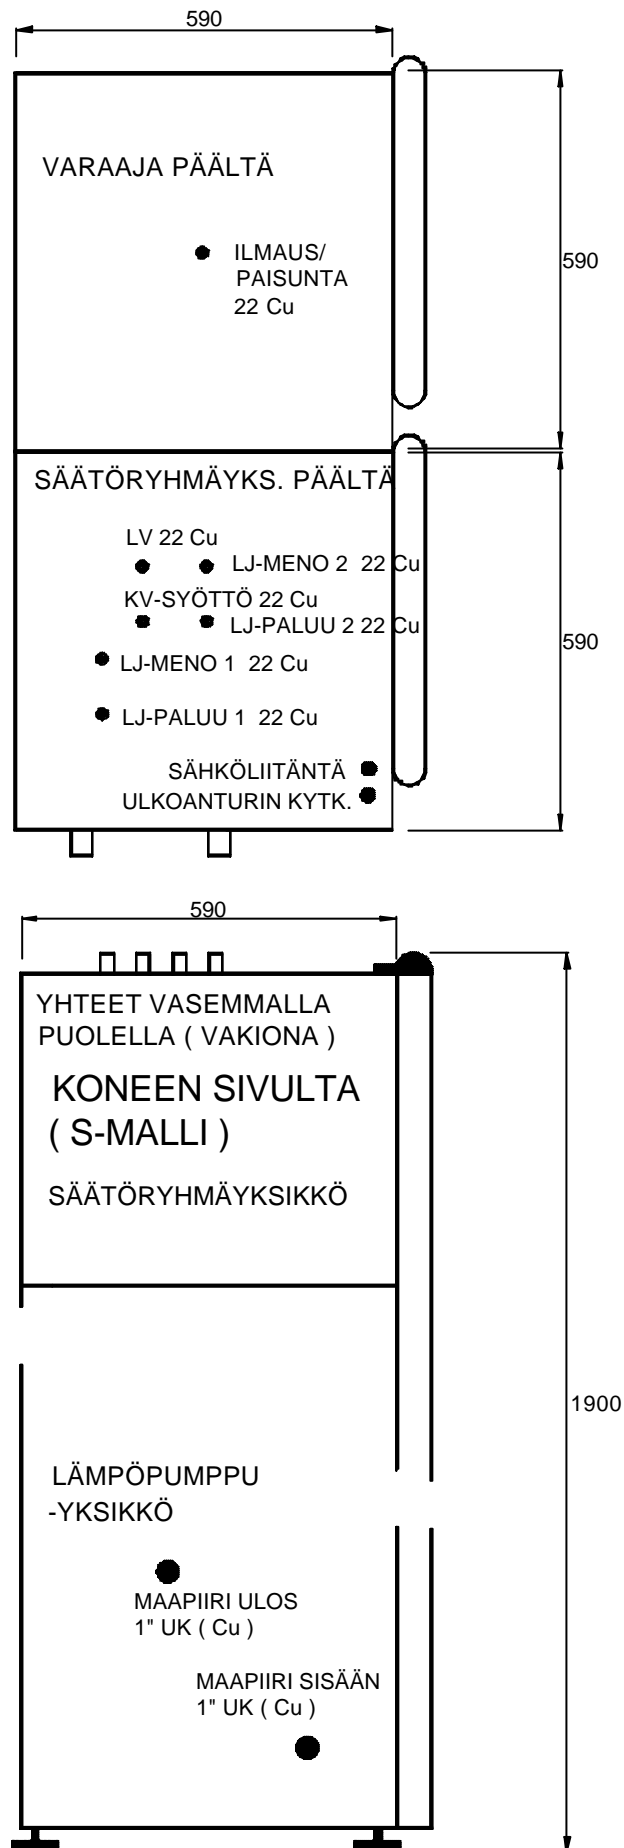 590
VARAAJA PÄÄLTÄ
ILMAUS/
PAISUNTA
22 Cu
590
SÄÄTÖRYHMÄYKS. PÄÄLTÄ
LV 22 Cu
LJ-MENO 2 22 Cu
KV-SYÖTTÖ 22 Cu
LJ-PALUU 2 22 Cu
590
LJ-MENO 1 22 Cu
LJ-PALUU 1 22 Cu
SÄHKÖLIITÄNTÄ
ULKOANTURIN KYTK.
590
YHTEET VASEMMALLA
PUOLELLA ( VAKIONA )
KONEEN SIVULTA
( S-MALLI )
SÄÄTÖRYHMÄYKSIKKÖ
1900
LÄMPÖPUMPPU
-YKSIKKÖ
MAAPIIRI ULOS
1" UK ( Cu )
MAAPIIRI SISÄÄN
1" UK ( Cu )